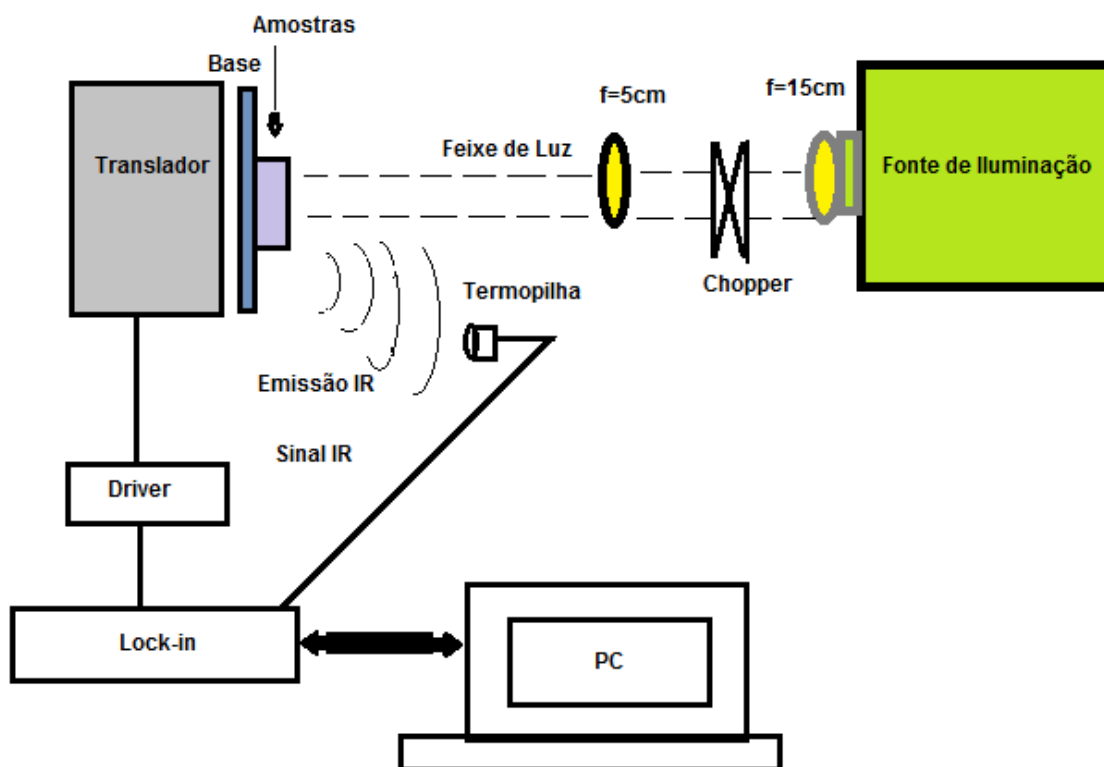 Amostras
Base
f=5cm
f=15cm
Translador
Feixe de Luz
Fonte de Iluminação
Chopper
Termopilha
Emissão IR
Sinal IR
Driver
Lock-in
PC